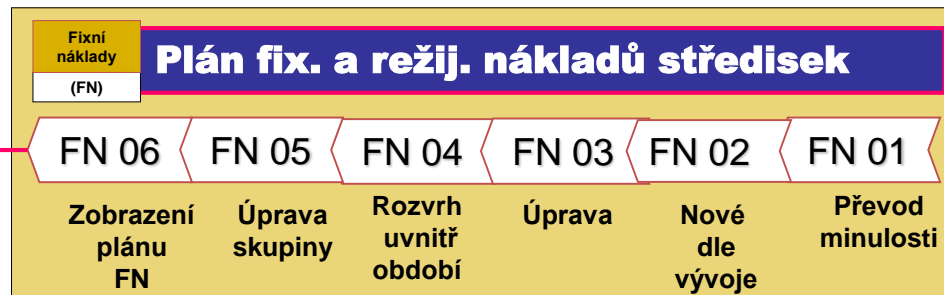 Fixní
náklady
(FN)
Plán fix. a režij. nákladů středisek
FN 06
FN 05
FN 04
FN 03
FN 02
FN 01
Zobrazení
plánu
FN
Úprava
skupiny
Rozvrh
uvnitř
období
Úprava
Nové
dle
vývoje
Převod
minulosti